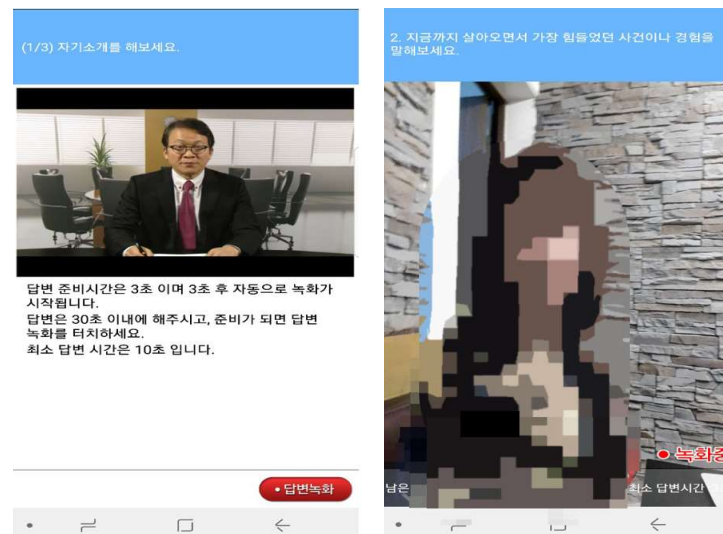 (1/3) 자기소개를 해보세요.
답변 준비시간은 3초 이며 3초 후 자동으로 녹화가
시작됩니다.
답변은 30초 이내에 해주시고, 준비가 되면 답변
녹화를 터치하세요.
최소 답변 시간은 10초 입니다.
• 답변녹화
2. 지금까지 살아오면서 가장 힘들었던 사건이나 경험을
말해보세요.
• 녹화중
남은
최소 답변시간